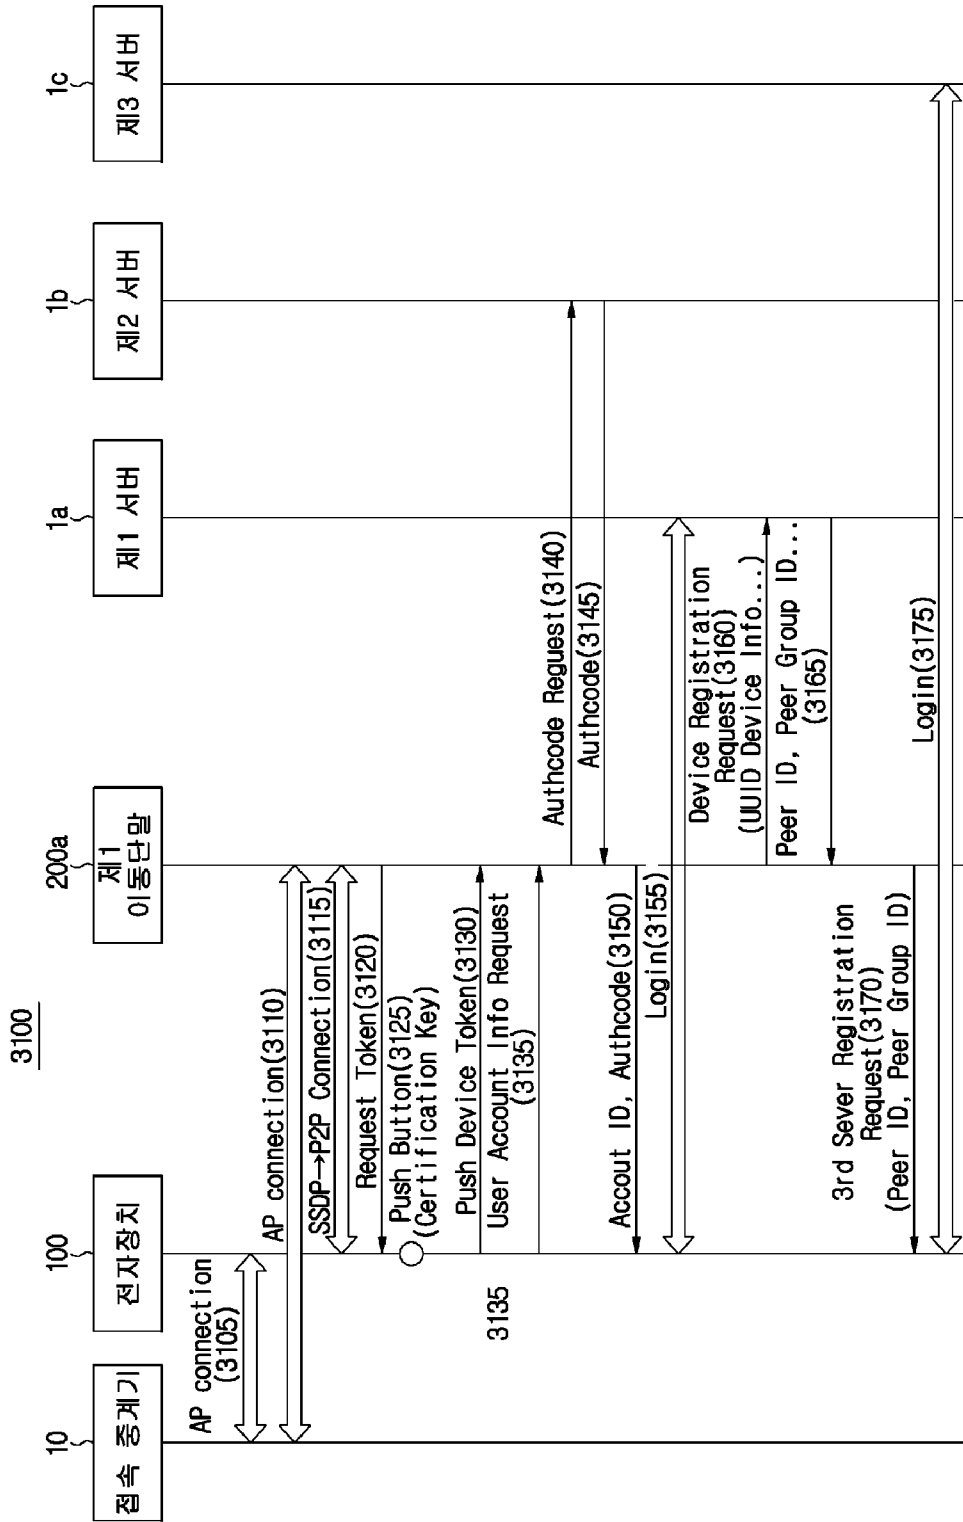 3100
10
접속 중계기
100
전자장치
200a
제1
이동단말
1a
제1 서버
1b
제2 서버
1c
제3 서버
AP connection
(3105)
AP connection(3110)
SSDP→P2P Connection(3115)
Request Token(3120)
Push Button(3125)
(Certification Key)
Push Device Token(3130)
User Account Info Request
(3135)
3135
Authcode Reguest(3140)
Authcode(3145)
Accout ID, Authcode(3150)
Login(3155)
Device Registration
Request(3160)
(UUID Device Info...)
Peer ID, Peer Group ID...
(3165)
3rd Sever Registration
Request(3170)
(Peer ID, Peer Group ID)
Login(3175)